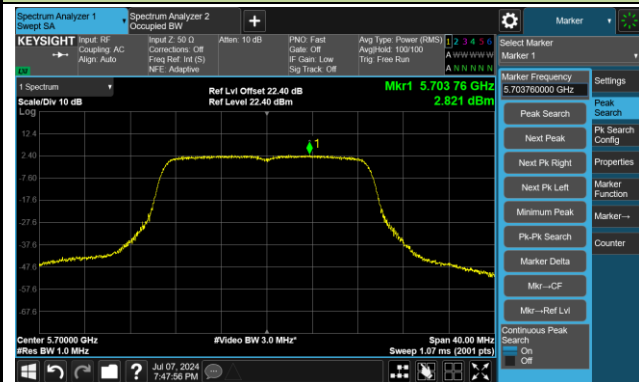 Spectrum Analyzer 1
Swept SA
Spectrum Analyzer 2
Occupied BW
+
Marker
KEYSIGHT
Input: RF
Coupling: AC
Align: Auto
Input Z: 50 Ω
Corrections: Off
Freq Ref: Int (S)
NFE: Adaptive
Atten: 10 dB
PNO: Fast
Gate: Off
IF Gain: Low
Sig Track: Off
Avg Type: Power (RMS)
Avg|Hold: 100/100
Trig: Free Run
1 2 3 4 5 6
A W W W W W
A N N N N N
LXI
Select Marker
Marker 1
1 Spectrum
Scale/Div 10 dB
Log
Ref Lvl Offset 22.40 dB
Ref Level 22.40 dBm
Mkr1 5.703 76 GHz
2.821 dBm
Marker Frequency
5.703760000 GHz
Settings
Peak Search
Peak
Search
Next Peak
Pk Search
Config
Next Pk Right
Properties
Next Pk Left
Marker
Function
Minimum Peak
Marker→
Pk-Pk Search
Counter
Marker Delta
Mkr→CF
Mkr→Ref Lvl
Continuous Peak
Search
On
Off
12.4
2.40
-7.60
-17.6
-27.6
-37.6
-47.6
-57.6
-67.6
1
Center 5.70000 GHz
#Res BW 1.0 MHz
#Video BW 3.0 MHz*
Span 40.00 MHz
Sweep 1.07 ms (2001 pts)
?
Jul 07, 2024
7:47:56 PM